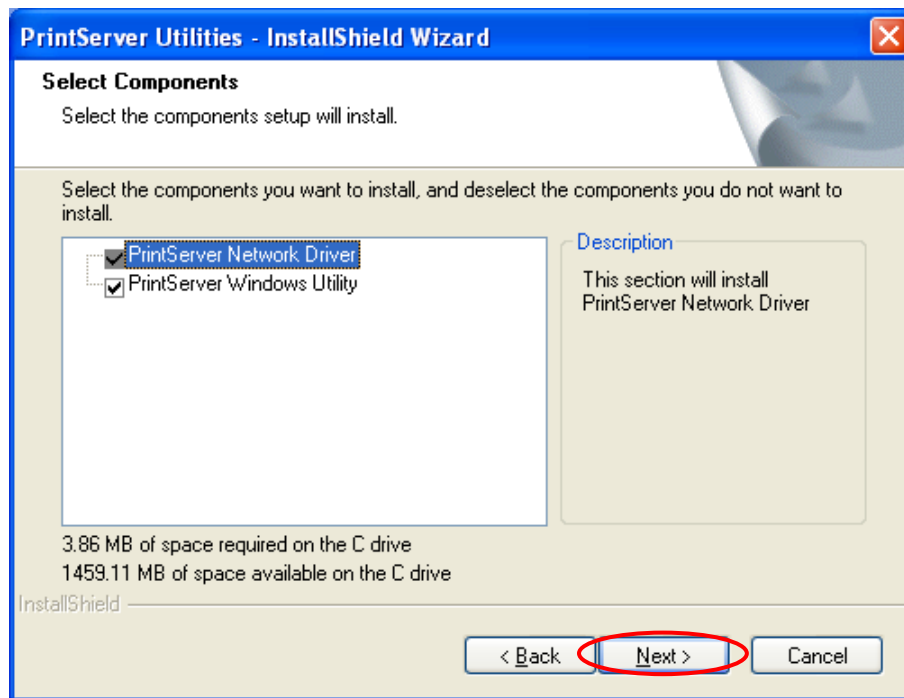 PrintServer Utilities - InstallShield Wizard
Select Components
Select the components setup will install.
Select the components you want to install, and deselect the components you do not want to
install.
PrintServer Network Driver
PrintServer Windows Utility
Description
This section will install
PrintServer Network Driver
3.86 MB of space required on the C drive
1459.11 MB of space available on the C drive
InstallShield
< Back Next > Cancel